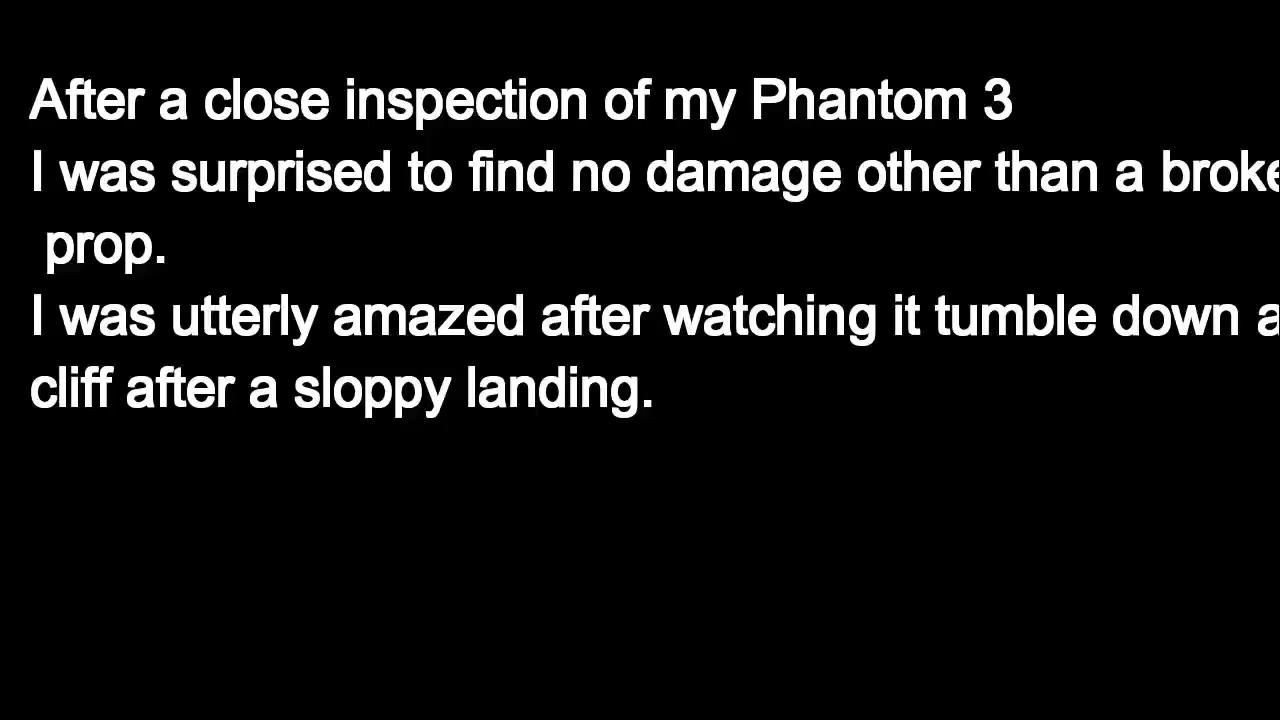 After a close inspection of my Phantom 3
I was surprised to find no damage other than a broke
prop.
I was utterly amazed after watching it tumble down a
cliff after a sloppy landing.